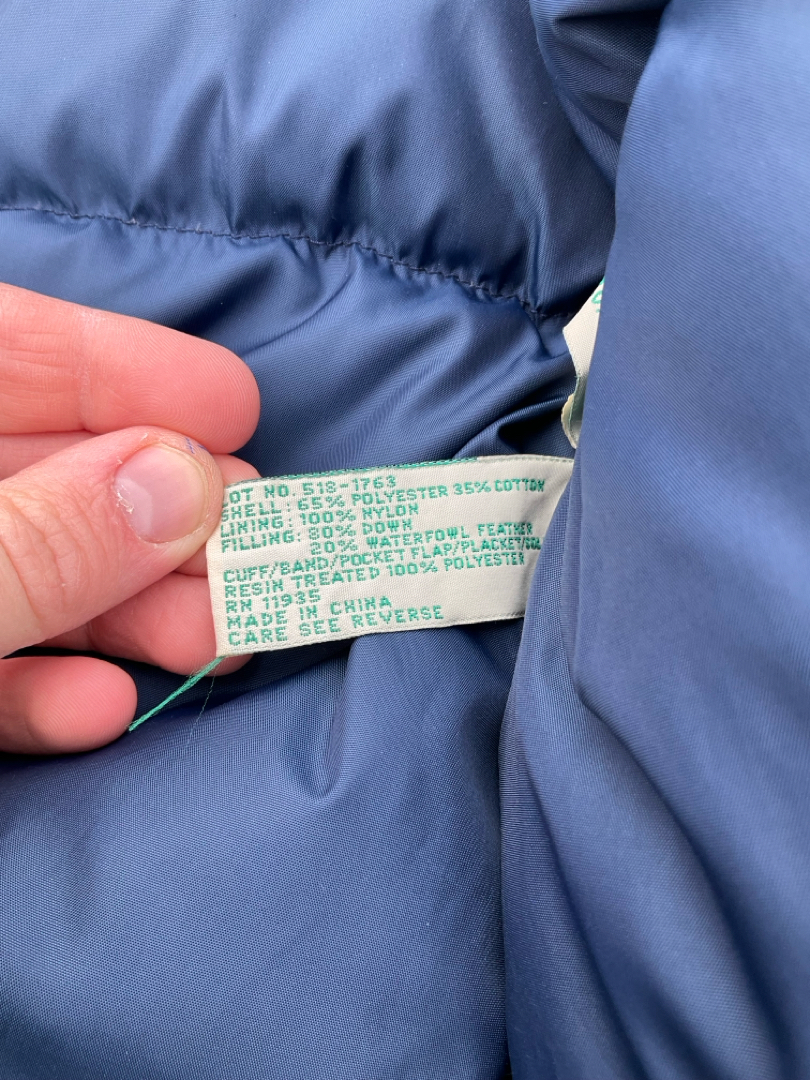 LOT NO. 518-1763
SHELL: 65% POLYESTER 35% COTTON
LINING: 100% NYLON
FILLING: 80% DOWN
20% WATERFOWL FEATHER
CUFF/BAND/POCKET FLAP/PLACKET/
RESIN TREATED 100% POLYESTER
RN 11935
MADE IN CHINA
CARE SEE REVERSE